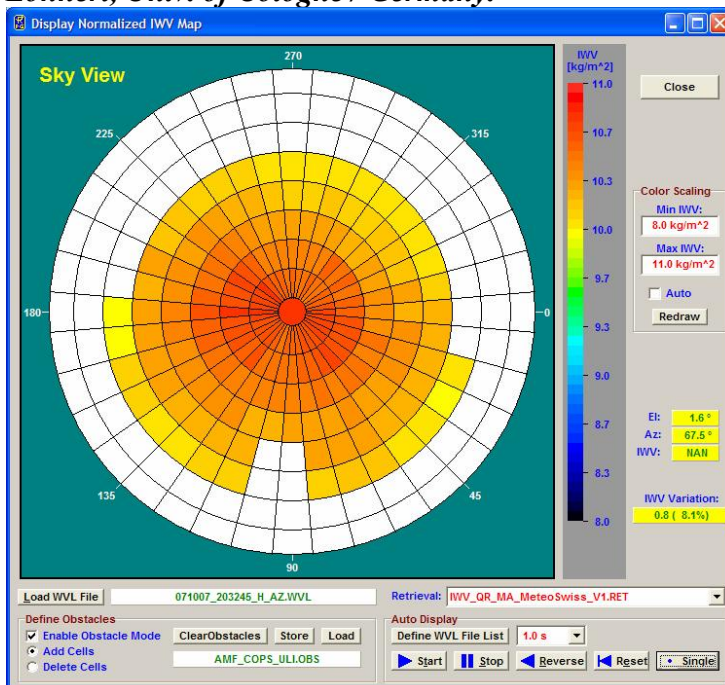 Löhnert, Univ. of Cologne / Germany.
Display Normalized IWV Map
Sky View
270
225
315
180
0
135
45
90
IWV
[kg/m^2]
11.0
10.7
10.3
10.0
9.7
9.3
9.0
8.7
8.3
8.0
Close
Color Scaling
Min IWV:
8.0 kg/m^2
Max IWV:
11.0 kg/m^2
Auto
Redraw
El: 1.6 °
Az: 67.5 °
IWV: NAN
IWV Variation:
0.8 ( 8.1%)
Load WVL File 071007_203245_H_AZ.WVL
Retrieval: IWV_QR_MA_MeteoSwiss_V1.RET
Define Obstacles
Enable Obstacle Mode ClearObstacles Store Load
Add Cells
Delete Cells
AMF_COPS_ULI.OBS
Auto Display
Define WVL File List 1.0 s
Start Stop Reverse Reset Single